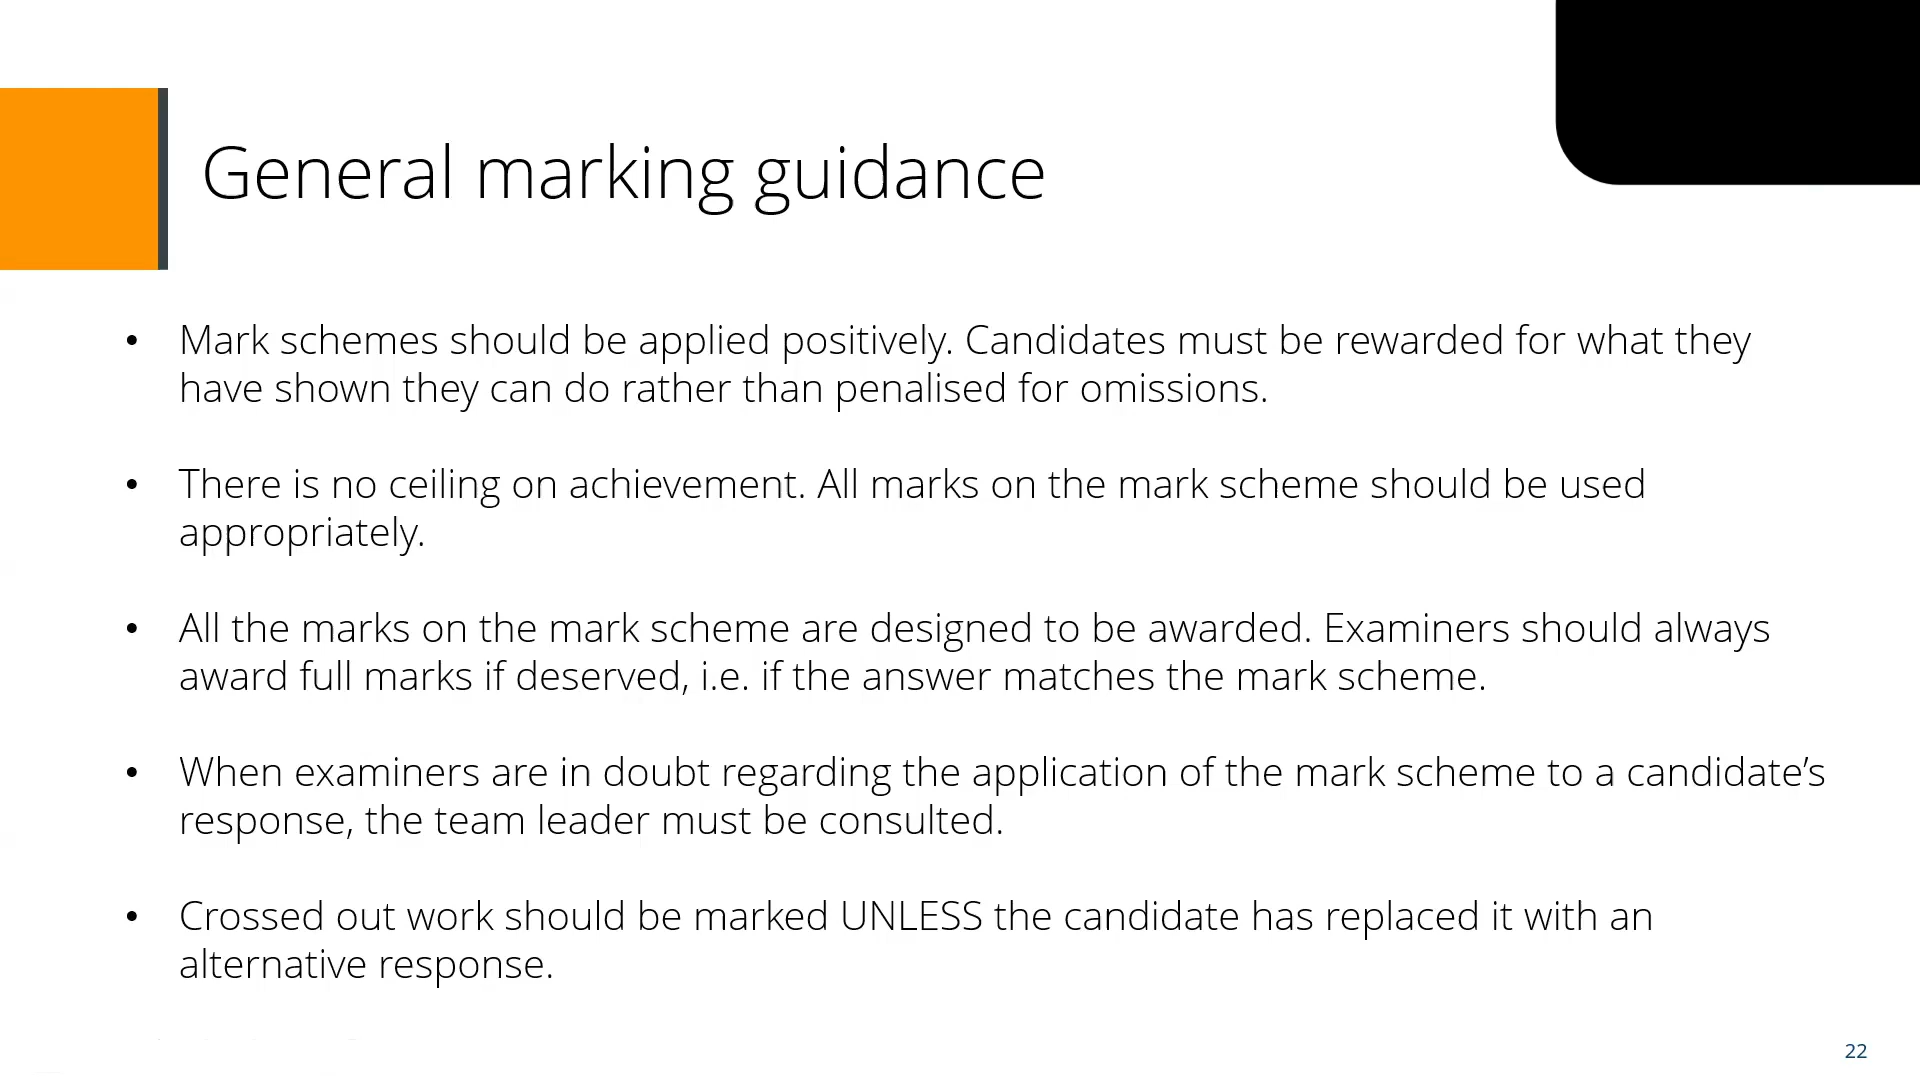 General marking guidance
• Mark schemes should be applied positively. Candidates must be rewarded for what they
have shown they can do rather than penalised for omissions.
• There is no ceiling on achievement. All marks on the mark scheme should be used
appropriately.
• All the marks on the mark scheme are designed to be awarded. Examiners should always
award full marks if deserved, i.e. if the answer matches the mark scheme.
• When examiners are in doubt regarding the application of the mark scheme to a candidate’s
response, the team leader must be consulted.
• Crossed out work should be marked UNLESS the candidate has replaced it with an
alternative response.
22